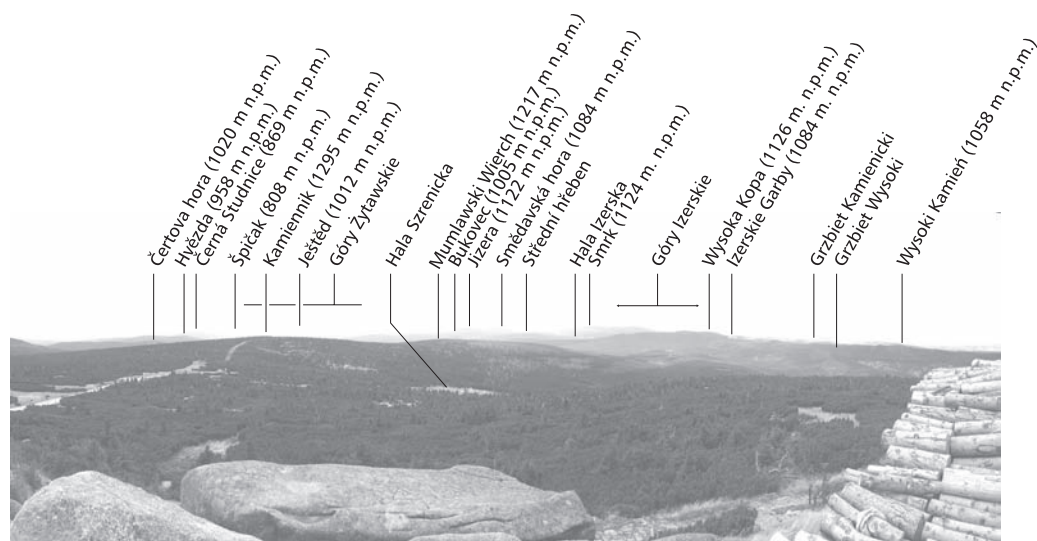 Čertova hora (1020 m n.p.m.)
Hvězda (958 m n.p.m.)
Černá Studnice (869 m n.p.m.)
Špičak (808 m n.p.m.)
Kamiennik (1295 m n.p.m.)
Ještěd (1012 m n.p.m.)
Góry Żytawskie
Hala Szrenicka
Mumlawski Wierch (1217 m n.p.m.)
Bukovec (1005 m n.p.m.)
Jizera (1122 m n.p.m.)
Smědavská hora (1084 m n.p.m.)
Střední hřeben
Hala Izerska
Smrk (1124 m. n.p.m.)
Góry Izerskie
Wysoka Kopa (1126 m. n.p.m.)
Izerskie Garby (1084 m. n.p.m.)
Grzbiet Kamienicki
Grzbiet Wysoki
Wysoki Kamień (1058 m n.p.m.)